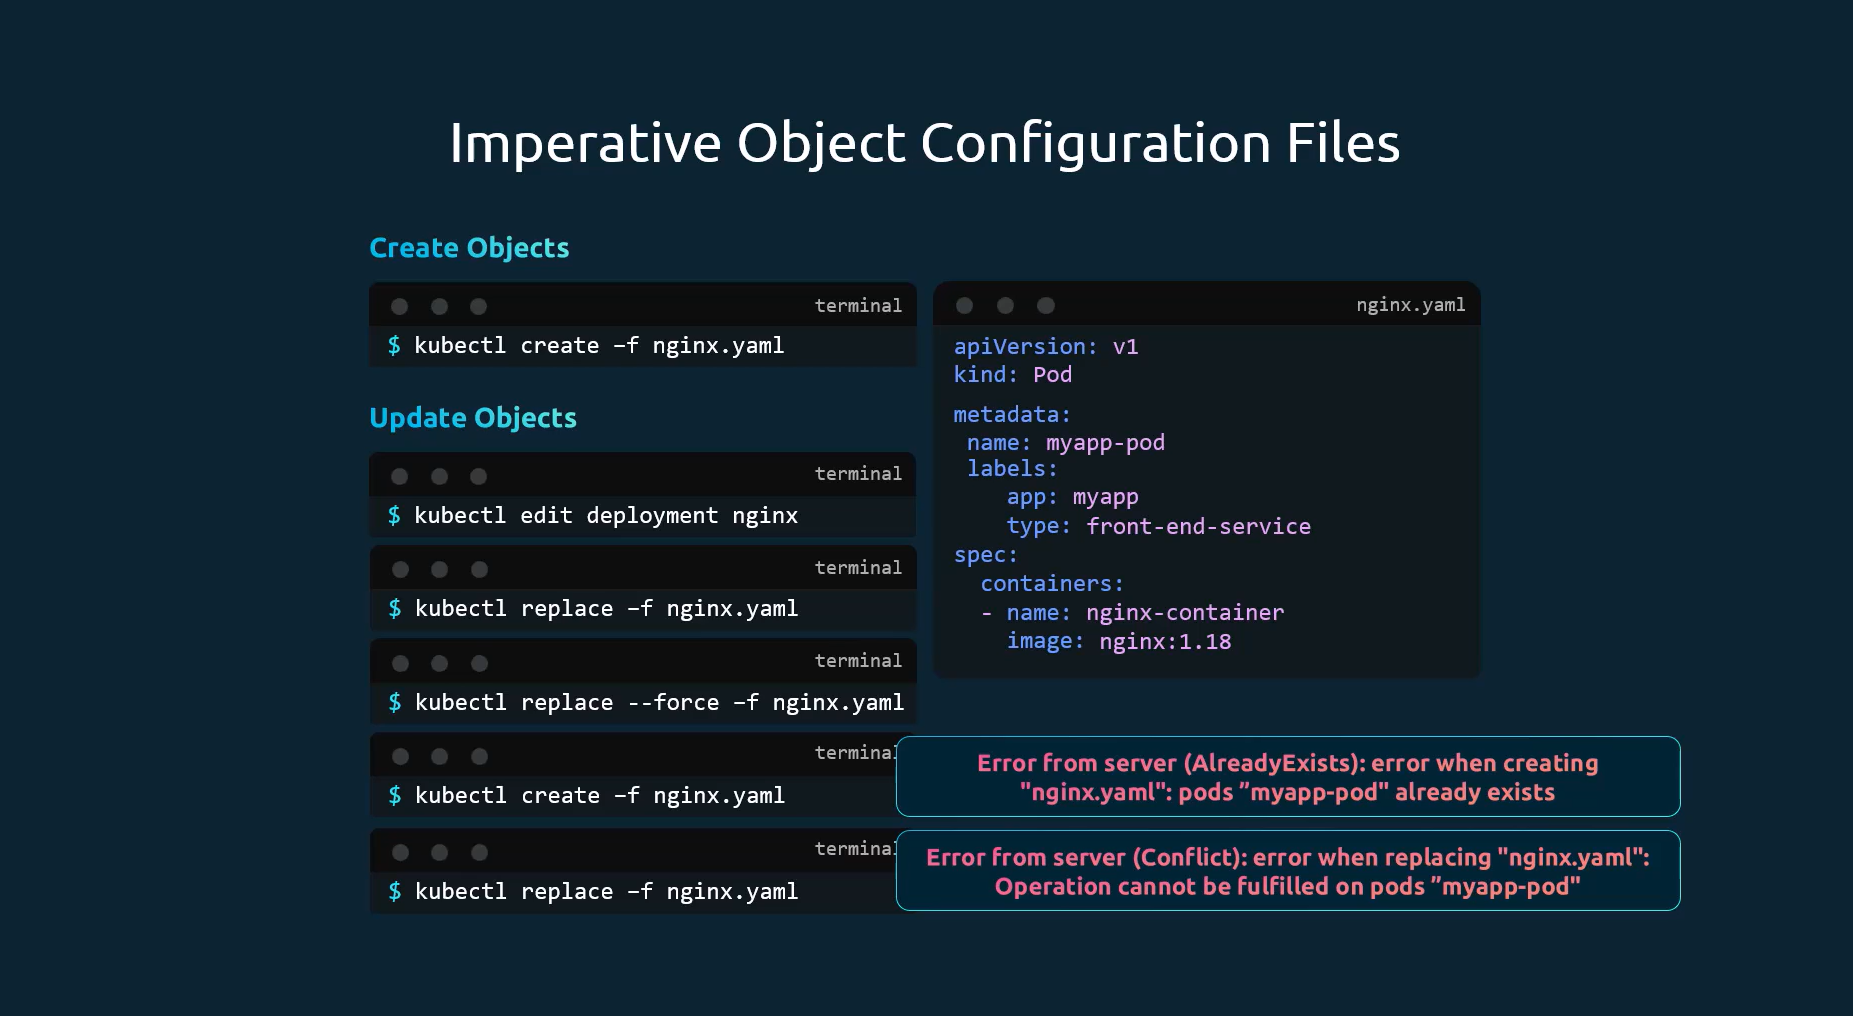 Imperative Object Configuration Files
Create Objects
terminal
$ kubectl create –f nginx.yaml
Update Objects
terminal
$ kubectl edit deployment nginx
terminal
$ kubectl replace –f nginx.yaml
terminal
$ kubectl replace --force –f nginx.yaml
terminal
$ kubectl create –f nginx.yaml
terminal
$ kubectl replace –f nginx.yaml
nginx.yaml
apiVersion: v1
kind: Pod
metadata:
name: myapp-pod
labels:
app: myapp
type: front-end-service
spec:
containers:
- name: nginx-container
image: nginx:1.18
Error from server (AlreadyExists): error when creating
"nginx.yaml": pods ”myapp-pod" already exists
Error from server (Conflict): error when replacing "nginx.yaml":
Operation cannot be fulfilled on pods ”myapp-pod"